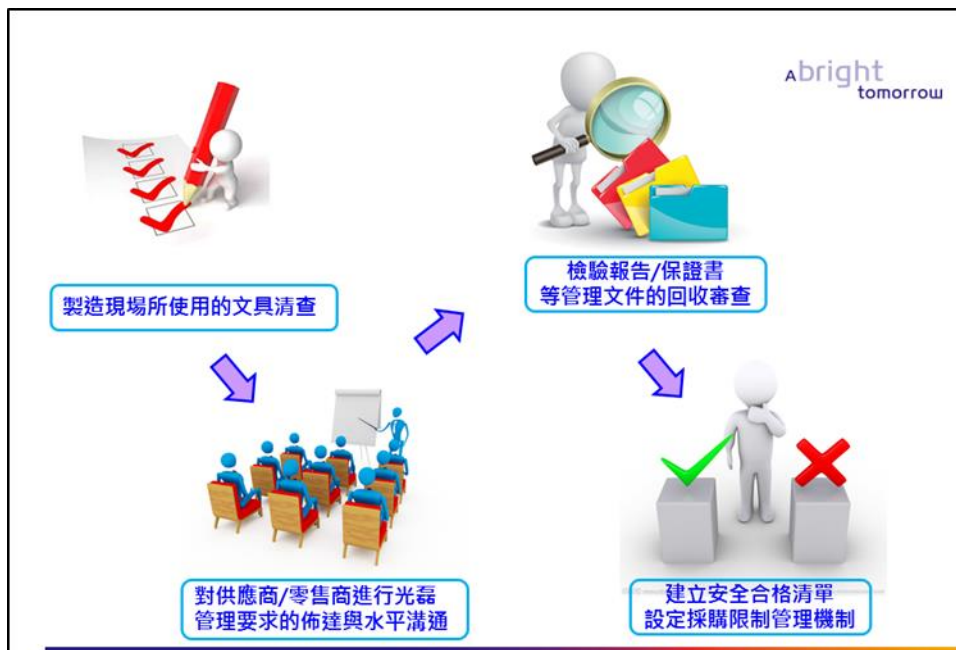 A bright
tomorrow
製造現場所使用的文具清查
對供應商/零售商進行光磊
管理要求的佈達與水平溝通
檢驗報告/保證書
等管理文件的回收審查
建立安全合格清單
設定採購限制管理機制